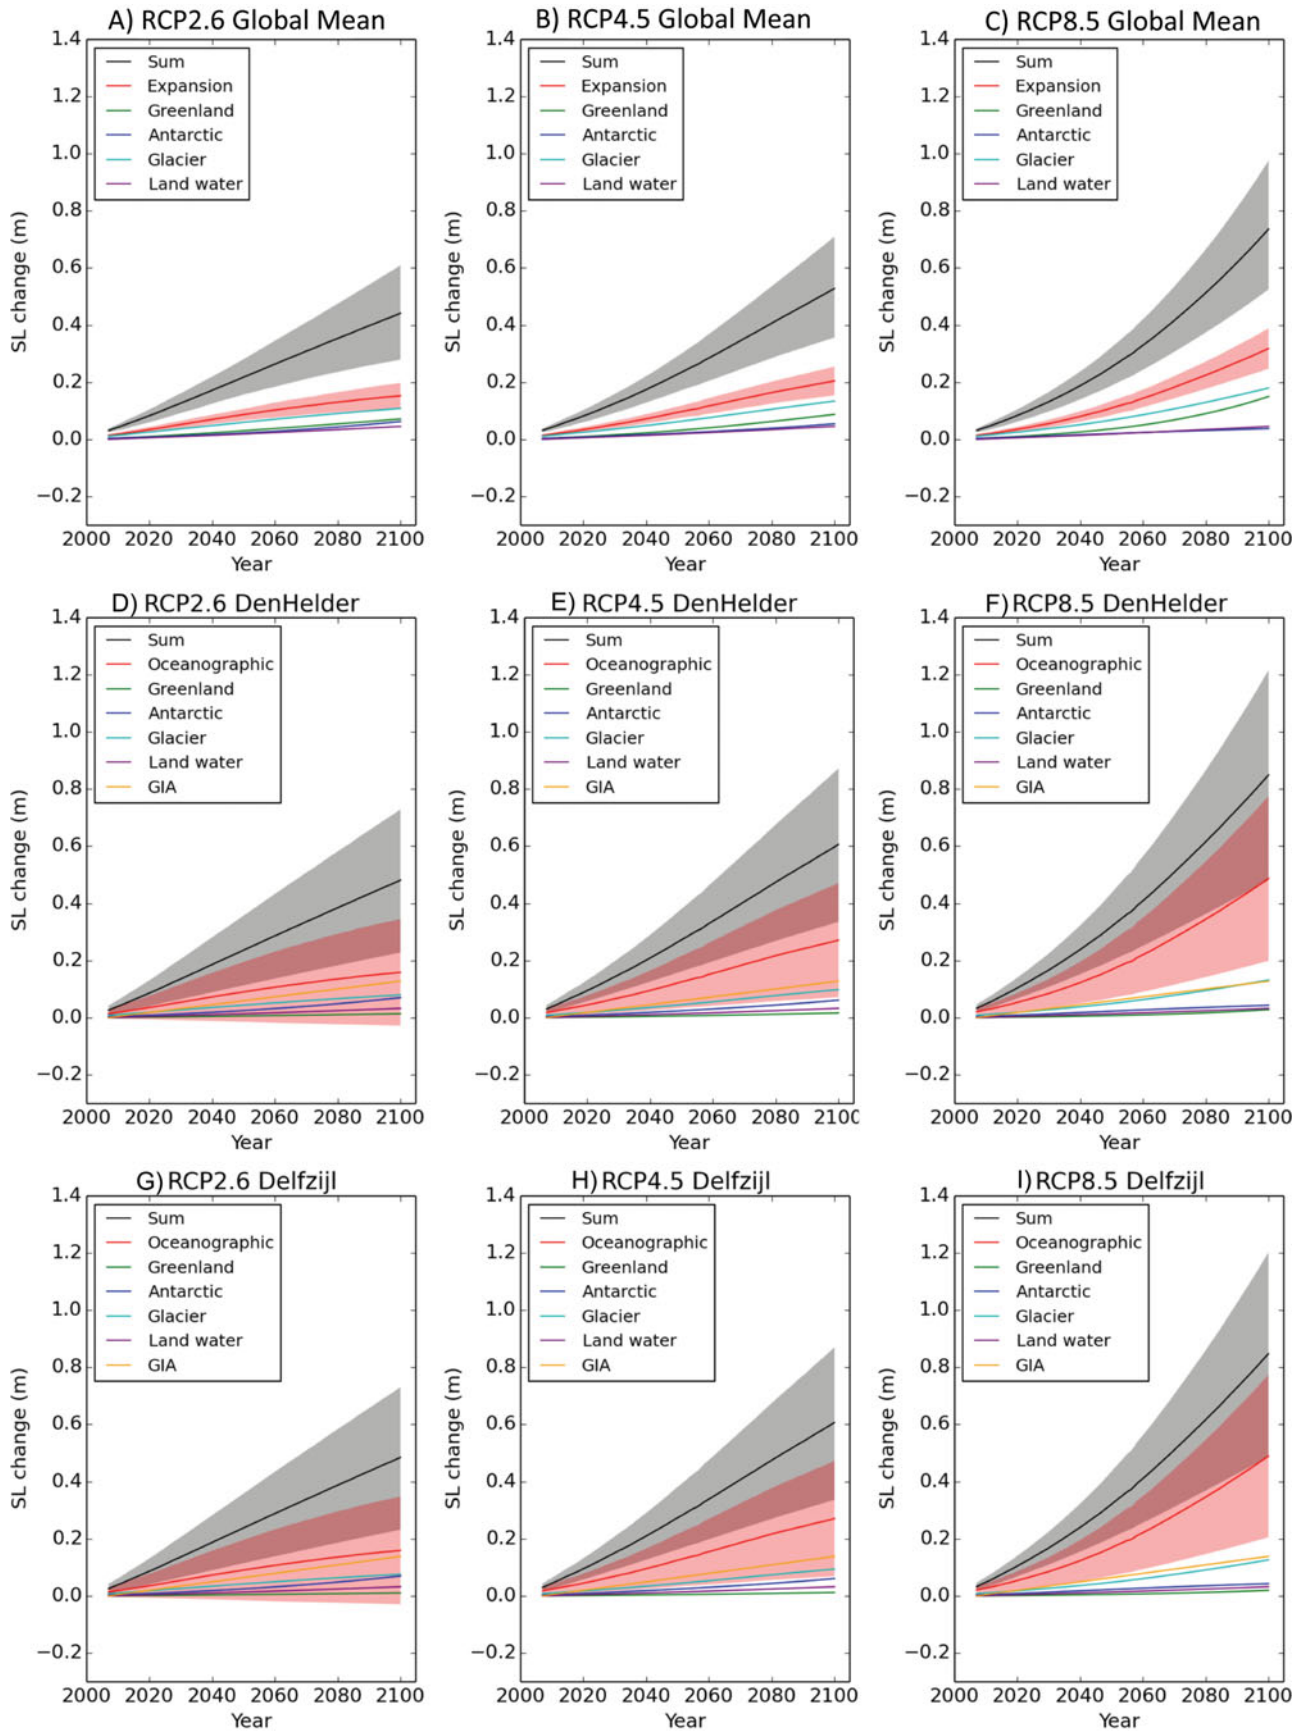 A) RCP2.6 Global Mean
1.4
1.2
1.0
0.8
0.6
0.4
0.2
0.0
−0.2
SL change (m)
Sum
Expansion
Greenland
Antarctic
Glacier
Land water
2000 2020 2040 2060 2080 2100
Year
B) RCP4.5 Global Mean
1.4
1.2
1.0
0.8
0.6
0.4
0.2
0.0
−0.2
SL change (m)
Sum
Expansion
Greenland
Antarctic
Glacier
Land water
2000 2020 2040 2060 2080 2100
Year
C) RCP8.5 Global Mean
1.4
1.2
1.0
0.8
0.6
0.4
0.2
0.0
−0.2
SL change (m)
Sum
Expansion
Greenland
Antarctic
Glacier
Land water
2000 2020 2040 2060 2080 2100
Year
D) RCP2.6 DenHelder
1.4
1.2
1.0
0.8
0.6
0.4
0.2
0.0
−0.2
SL change (m)
Sum
Oceanographic
Greenland
Antarctic
Glacier
Land water
GIA
2000 2020 2040 2060 2080 2100
Year
E) RCP4.5 DenHelder
1.4
1.2
1.0
0.8
0.6
0.4
0.2
0.0
−0.2
SL change (m)
Sum
Oceanographic
Greenland
Antarctic
Glacier
Land water
GIA
2000 2020 2040 2060 2080 2100
Year
F) RCP8.5 DenHelder
1.4
1.2
1.0
0.8
0.6
0.4
0.2
0.0
−0.2
SL change (m)
Sum
Oceanographic
Greenland
Antarctic
Glacier
Land water
GIA
2000 2020 2040 2060 2080 2100
Year
G) RCP2.6 Delfzijl
1.4
1.2
1.0
0.8
0.6
0.4
0.2
0.0
−0.2
SL change (m)
Sum
Oceanographic
Greenland
Antarctic
Glacier
Land water
GIA
2000 2020 2040 2060 2080 2100
Year
H) RCP4.5 Delfzijl
1.4
1.2
1.0
0.8
0.6
0.4
0.2
0.0
−0.2
SL change (m)
Sum
Oceanographic
Greenland
Antarctic
Glacier
Land water
GIA
2000 2020 2040 2060 2080 2100
Year
I) RCP8.5 Delfzijl
1.4
1.2
1.0
0.8
0.6
0.4
0.2
0.0
−0.2
SL change (m)
Sum
Oceanographic
Greenland
Antarctic
Glacier
Land water
GIA
2000 2020 2040 2060 2080 2100
Year